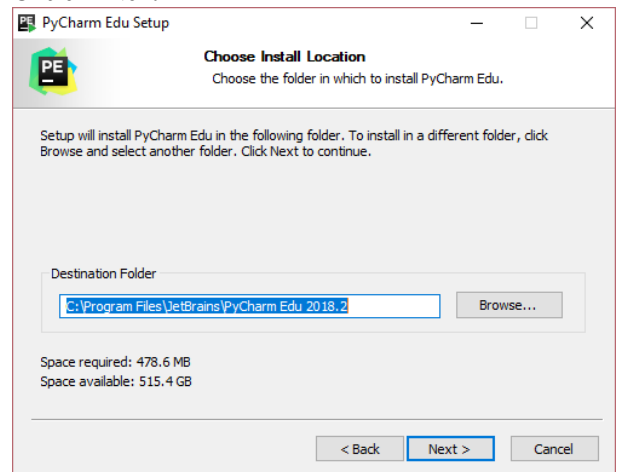 PE PyCharm Edu Setup
PE
Choose Install Location
Choose the folder in which to install PyCharm Edu.
Setup will install PyCharm Edu in the following folder. To install in a different folder, click
Browse and select another folder. Click Next to continue.
Destination Folder
C:\Program Files\JetBrains\PyCharm Edu 2018.2
Browse...
Space required: 478.6 MB
Space available: 515.4 GB
< Back
Next >
Cancel